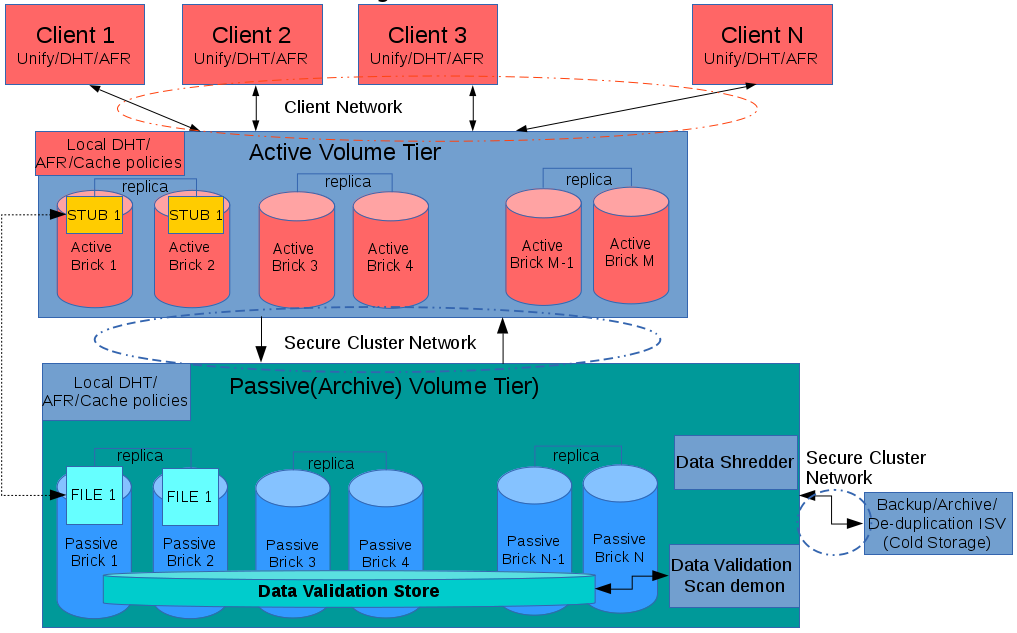 Client 1
Unify/DHT/AFR
Client 2
Unify/DHT/AFR
Client 3
Unify/DHT/AFR
Client N
Unify/DHT/AFR
Client Network
Local DHT/
AFR/Cache policies
Active Volume Tier
replica
replica
replica
STUB 1
STUB 1
Active
Brick 1
Active
Brick 2
Active
Brick 3
Active
Brick 4
Active
Brick M-1
Active
Brick M
Secure Cluster Network
Local DHT/
AFR/Cache policies
Passive(Archive) Volume Tier)
replica
replica
replica
FILE 1
FILE 1
Passive
Brick 1
Passive
Brick 2
Passive
Brick 3
Passive
Brick 4
Passive
Brick N-1
Passive
Brick N
Data Shredder
Secure Cluster
Network
Backup/Archive/
De-duplication ISV
(Cold Storage)
Data Validation
Scan demon
Data Validation Store